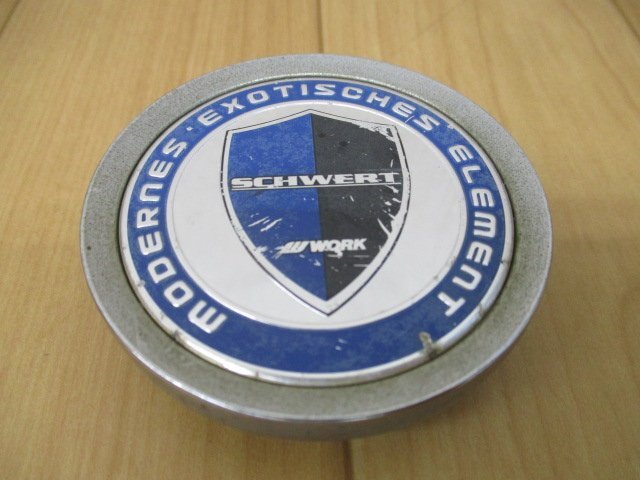 MODERNES · EXOTISCHES ELEMENT
SCHWERT
WORK